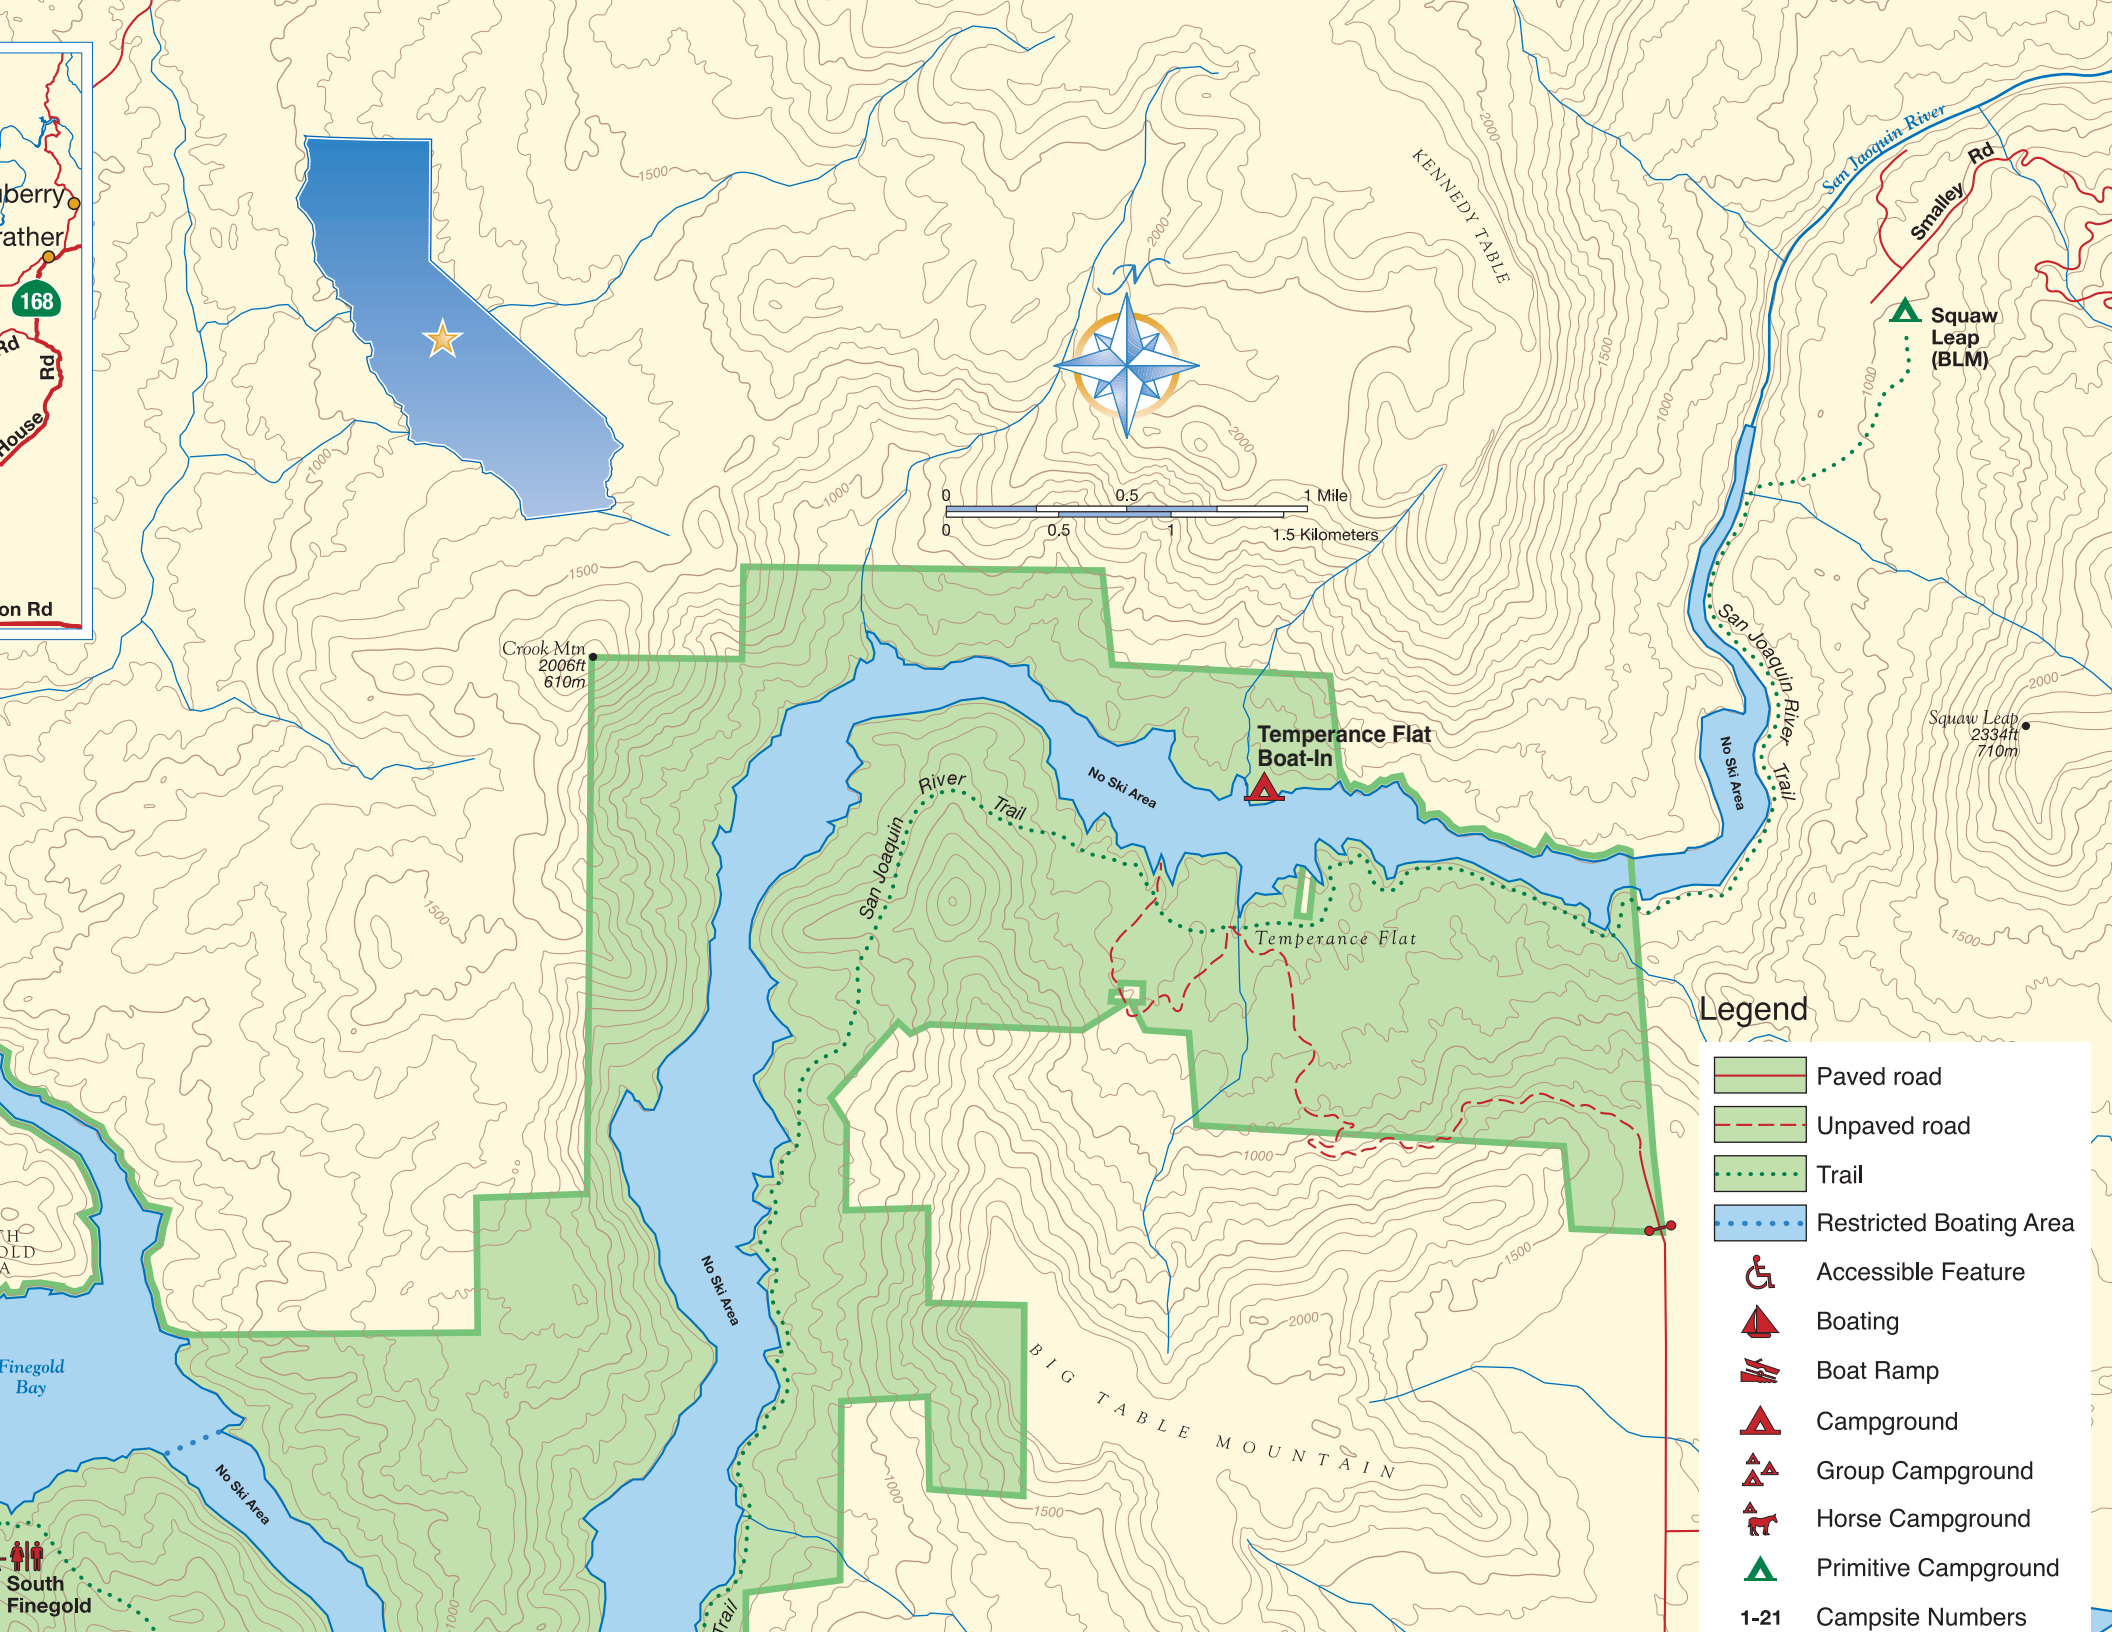 168
Rd
Rd
House
on Rd
1500
2000
KENNEDY TABLE
2000
San Jaoquin River
Smalley Rd
Squaw
Leap
(BLM)
1000
1500
1000
N
2000
1000
1000
0 0.5 1 Mile
0 0.5 1 1.5 Kilometers
1500
Crook Mtn
2006ft
610m
San Joaquin River Trail
2000
Squaw Leap
2334ft
710m
No Ski Area
Temperance Flat
Boat-In
No Ski Area
San Joaquin River Trail
1500
Temperance Flat
1500
1000
1500
2000
No Ski Area
BIG TABLE MOUNTAIN
Finegold
Bay
No Ski Area
1000
1500
1000
South
Finegold
Trail
Legend
Paved road
Unpaved road
Trail
Restricted Boating Area
Accessible Feature
Boating
Boat Ramp
Campground
Group Campground
Horse Campground
Primitive Campground
1-21 Campsite Numbers